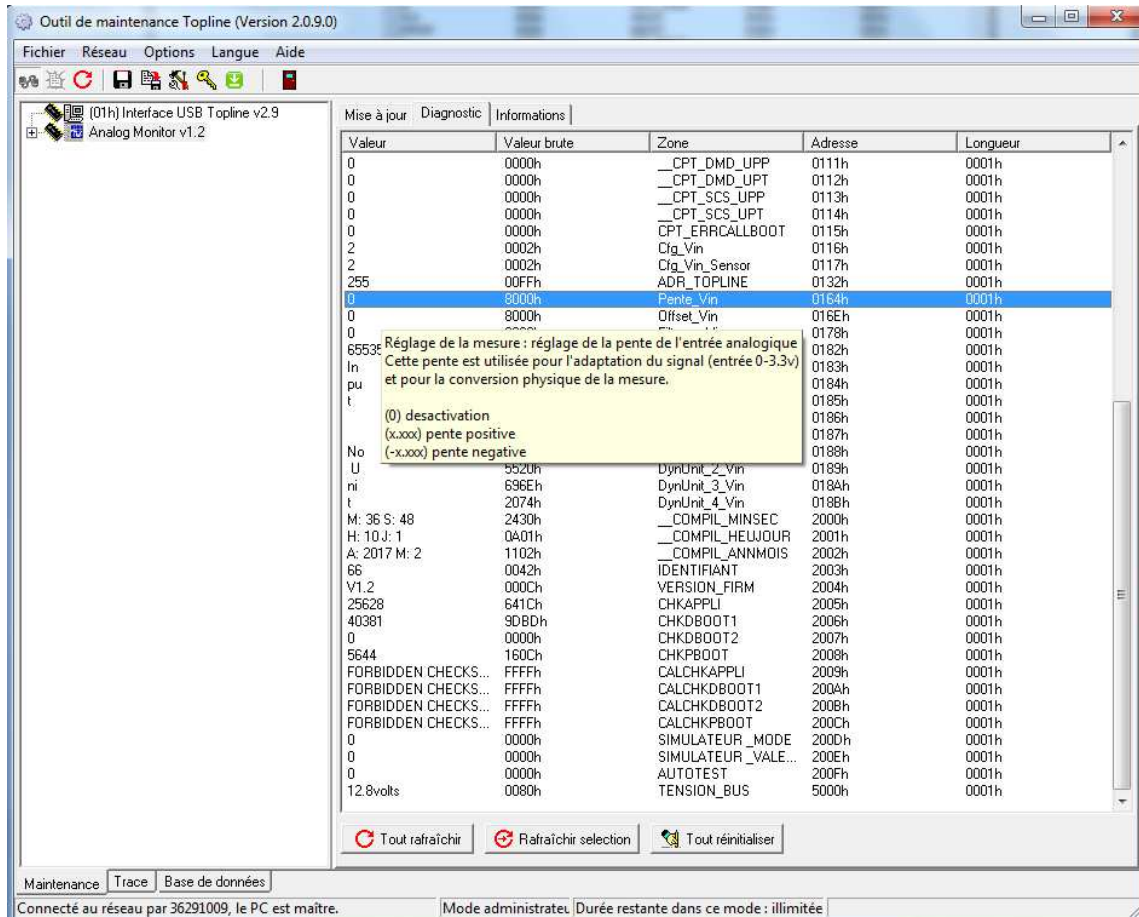 Outil de maintenance Topline (Version 2.0.9.0)
Fichier Réseau Options Langue Aide
(01h) Interface USB Topline v2.9
Analog Monitor v1.2
Mise à jour Diagnostic Informations
Valeur Valeur brute Zone Adresse Longueur
0 0000h __CPT_DMD_UPP 0111h 0001h
0 0000h __CPT_DMD_UPT 0112h 0001h
0 0000h __CPT_SCS_UPP 0113h 0001h
0 0000h __CPT_SCS_UPT 0114h 0001h
0 0000h CPT_ERRCALLBOOT 0115h 0001h
2 0002h Cfg_Vin 0116h 0001h
2 0002h Cfg_Vin_Sensor 0117h 0001h
255 00FFh ADR_TOPLINE 0132h 0001h
0 8000h Pente_Vin 0164h 0001h
0 8000h Offset_Vin 016Eh 0001h
0 0178h 0001h
65535 0182h 0001h
In 0183h 0001h
pu 0184h 0001h
t 0185h 0001h
0186h 0001h
0187h 0001h
No 0188h 0001h
U 5520h DynUnit_2_Vin 0189h 0001h
ni 696Eh DynUnit_3_Vin 018Ah 0001h
t 2074h DynUnit_4_Vin 018Bh 0001h
Réglage de la mesure : réglage de la pente de l'entrée analogique
Cette pente est utilisée pour l'adaptation du signal (entrée 0-3.3v)
et pour la conversion physique de la mesure.
(0) desactivation
(x.xxx) pente positive
(-x.xxx) pente negative
M: 36 S: 48 2430h __COMPIL_MINSEC 2000h 0001h
H: 10 J: 1 0A01h __COMPIL_HEUJOUR 2001h 0001h
A: 2017 M: 2 1102h __COMPIL_ANNMOIS 2002h 0001h
66 0042h IDENTIFIANT 2003h 0001h
V1.2 000Ch VERSION_FIRM 2004h 0001h
25628 641Ch CHKAPPLI 2005h 0001h
40381 9DBDh CHKDBOOT1 2006h 0001h
0 0000h CHKDBOOT2 2007h 0001h
5644 160Ch CHKPBOOT 2008h 0001h
FORBIDDEN CHECKS... FFFFh CALCHKAPPLI 2009h 0001h
FORBIDDEN CHECKS... FFFFh CALCHKDBOOT1 200Ah 0001h
FORBIDDEN CHECKS... FFFFh CALCHKDBOOT2 200Bh 0001h
FORBIDDEN CHECKS... FFFFh CALCHKPBOOT 200Ch 0001h
0 0000h SIMULATEUR _MODE 200Dh 0001h
0 0000h SIMULATEUR _VALE... 200Eh 0001h
0 0000h AUTOTEST 200Fh 0001h
12.8volts 0080h TENSION_BUS 5000h 0001h
Tout rafraîchir Rafraîchir selection Tout réinitialiser
Maintenance Trace Base de données
Connecté au réseau par 36291009, le PC est maître. Mode administrateu Durée restante dans ce mode : illimitée